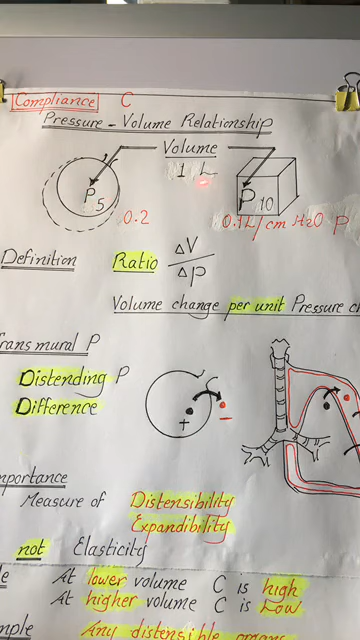 Compliance C
Pressure - Volume Relationship
Volume
1 L
P 5
P 10
0.2
0.1L/cm H2O P
Definition Ratio ΔV
ΔP
Volume change per unit Pressure
P
Distending P
Difference
+ -
Measure of Distensibility
Expandibility
not Elasticity
At lower volume C is high
At higher volume C is Low
Any distensible